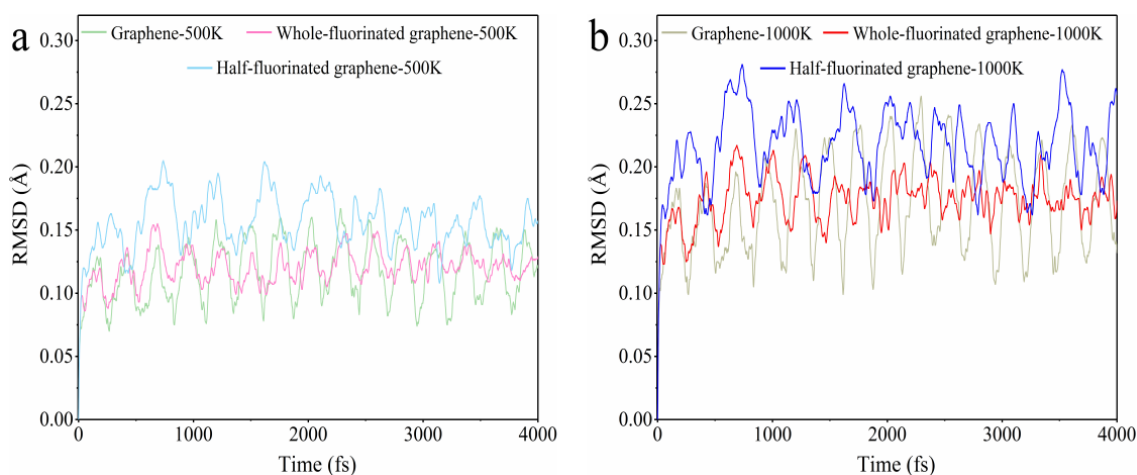 a
Graphene-500K Whole-fluorinated graphene-500K
Half-fluorinated graphene-500K
RMSD (Å)
0.30
0.25
0.20
0.15
0.10
0.05
0.00
0 1000 2000 3000 4000
Time (fs)
b
Graphene-1000K Whole-fluorinated graphene-1000K
Half-fluorinated graphene-1000K
RMSD (Å)
0.30
0.25
0.20
0.15
0.10
0.05
0.00
0 1000 2000 3000 4000
Time (fs)